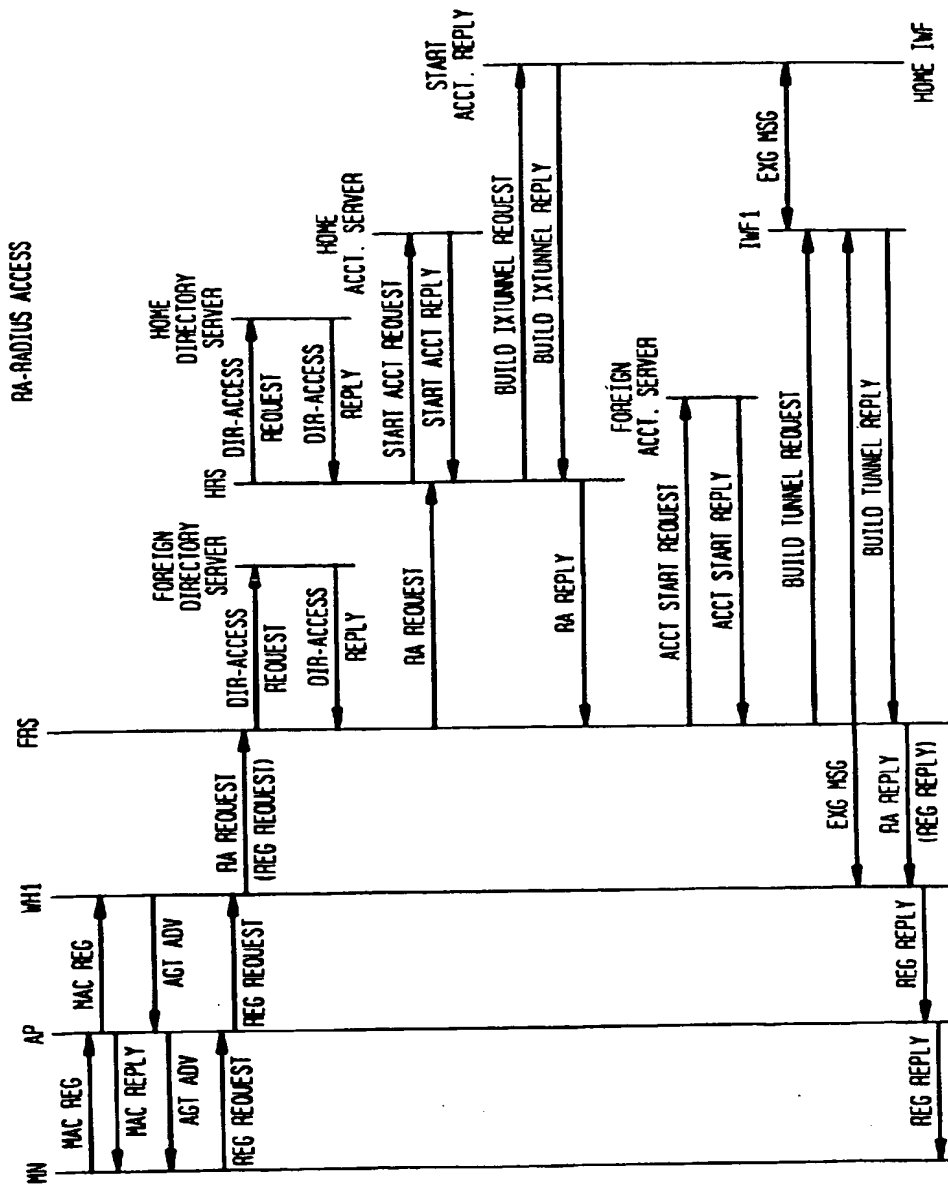 MN
AP
WH1
FRS
RA-RADIUS ACCESS
MAC REG
MAC REG
MAC REPLY
AGT ADV
AGT ADV
REG REQUEST
REG REQUEST
RA REQUEST
(REG REQUEST)
FOREIGN
DIRECTORY
SERVER
HRS
HOME
DIRECTORY
SERVER
DIR-ACCESS
REQUEST
DIR-ACCESS
REQUEST
DIR-ACCESS
REPLY
DIR-ACCESS
REPLY
HOME
ACCT. SERVER
START ACCT REQUEST
RA REQUEST
START ACCT REPLY
START
ACCT. REPLY
BUILD IXTUNNEL REQUEST
BUILD IXTUNNEL REPLY
RA REPLY
FOREIGN
ACCT. SERVER
ACCT START REQUEST
ACCT START REPLY
IWF1
EXG MSG
BUILD TUNNEL REQUEST
EXG MSG
BUILD TUNNEL REPLY
RA REPLY
(REG REPLY)
REG REPLY
REG REPLY
HOME IWF